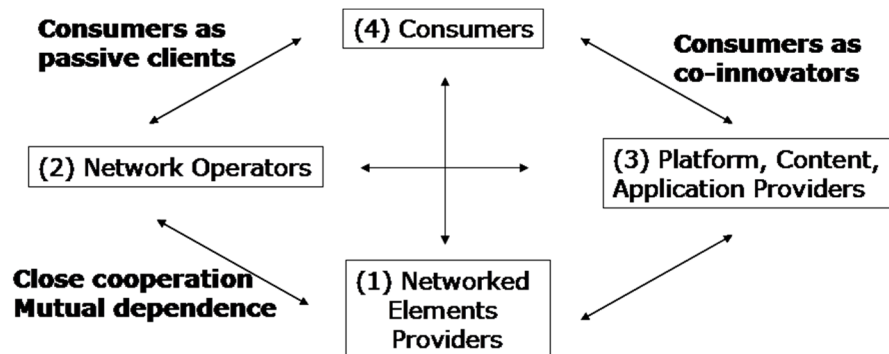 (4) Consumers
Consumers as
passive clients
Consumers as
co-innovators
(2) Network Operators
(3) Platform, Content,
Application Providers
Close cooperation
Mutual dependence
(1) Networked
Elements
Providers